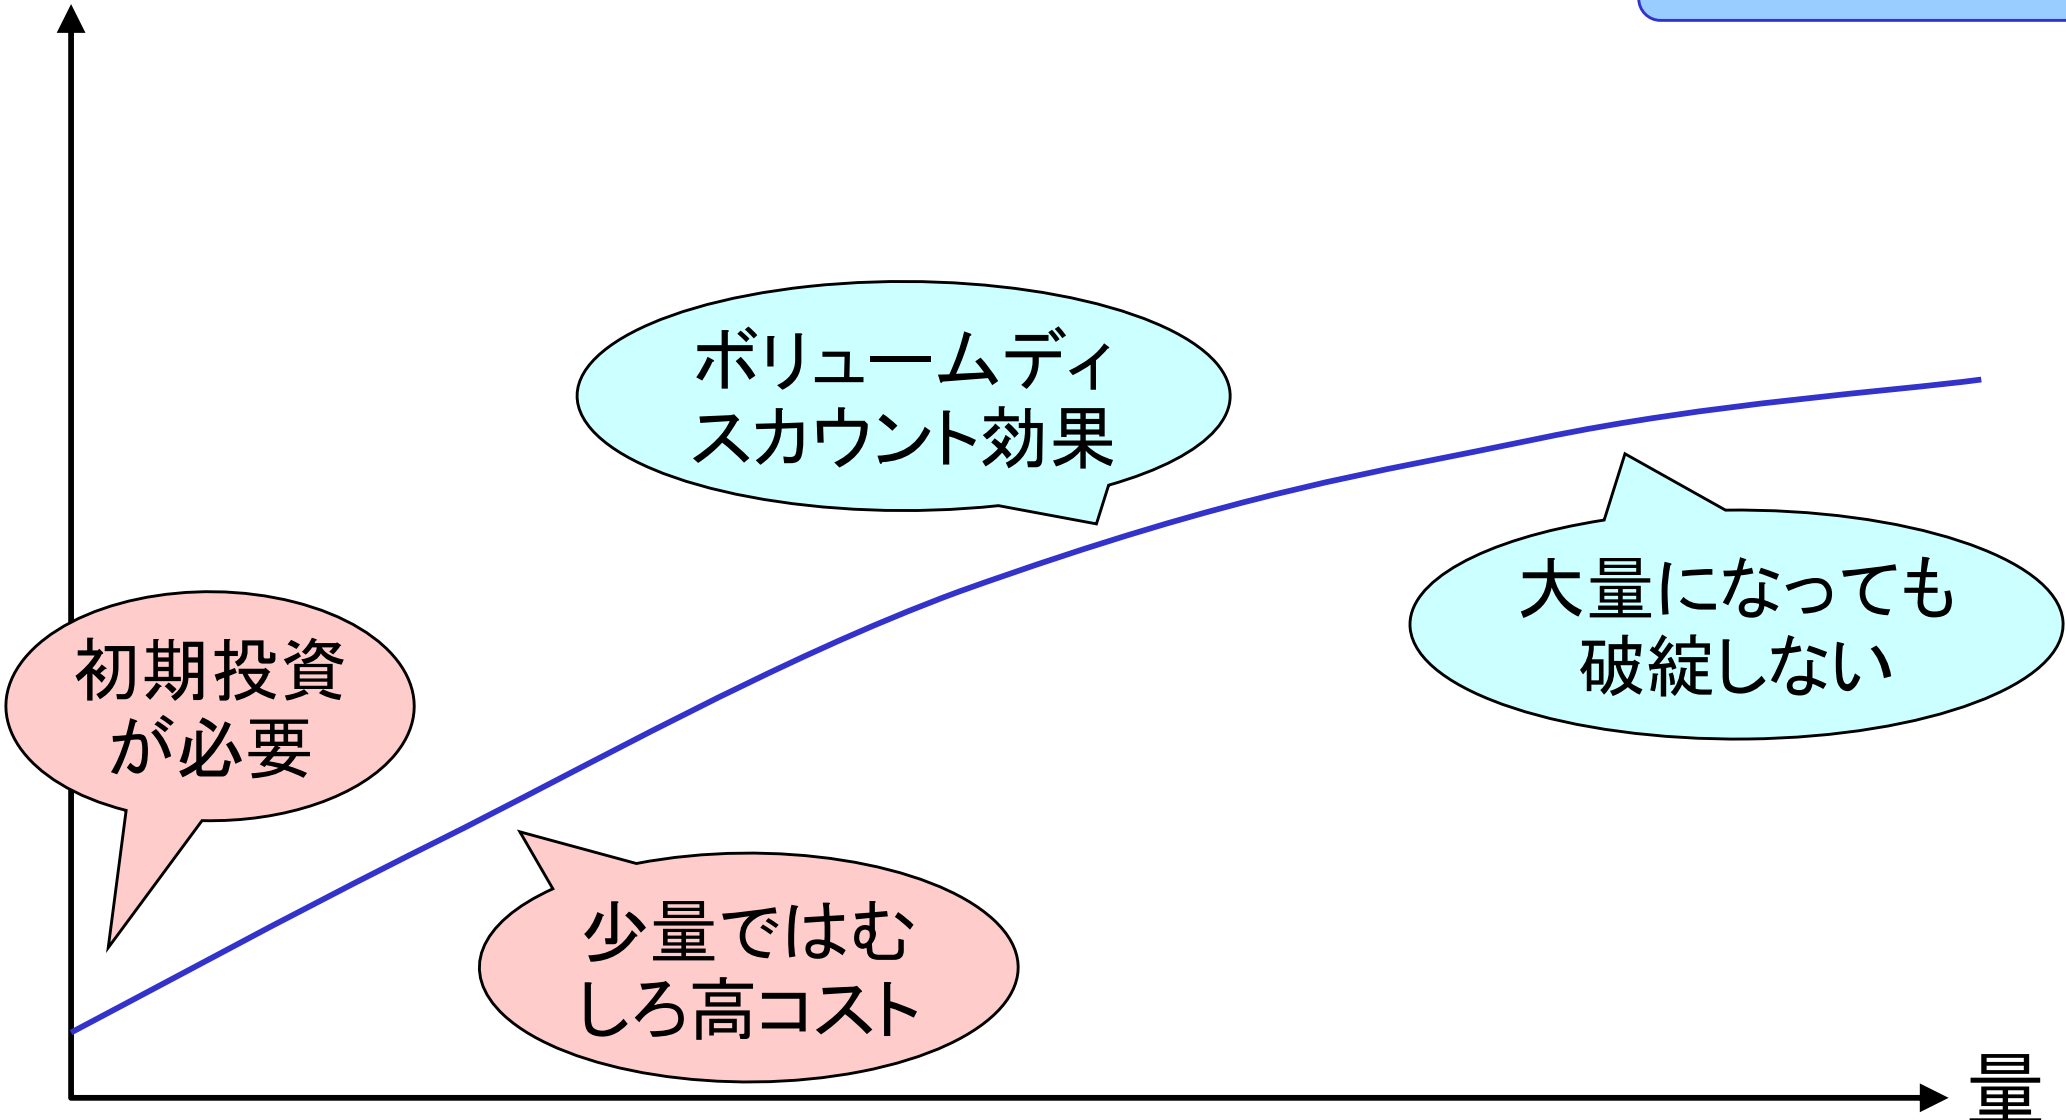 ボリュームディ
スカウント効果
大量になっても
破綻しない
初期投資
が必要
少量ではむ
しろ高コスト
量